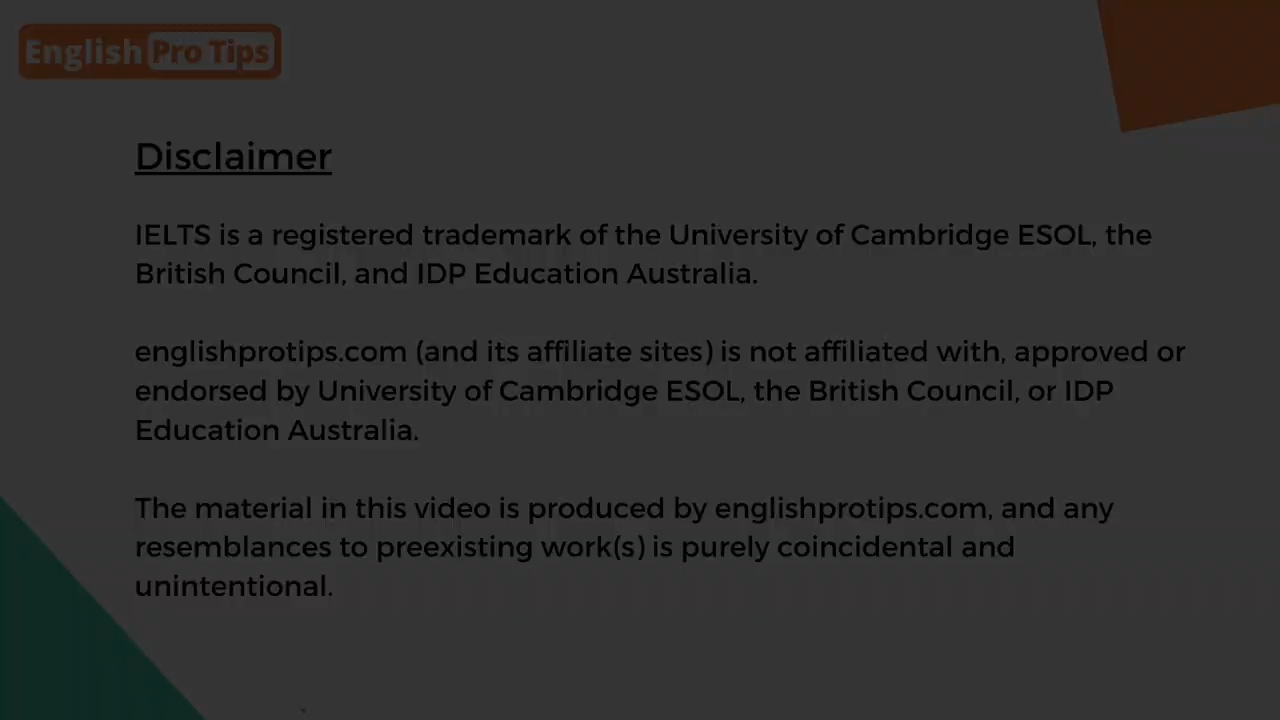 English Pro Tips
Disclaimer
IELTS is a registered trademark of the University of Cambridge ESOL, the
British Council, and IDP Education Australia.
englishprotips.com (and its affiliate sites) is not affiliated with, approved or
endorsed by University of Cambridge ESOL, the British Council, or IDP
Education Australia.
The material in this video is produced by englishprotips.com, and any
resemblances to preexisting work(s) is purely coincidental and
unintentional.